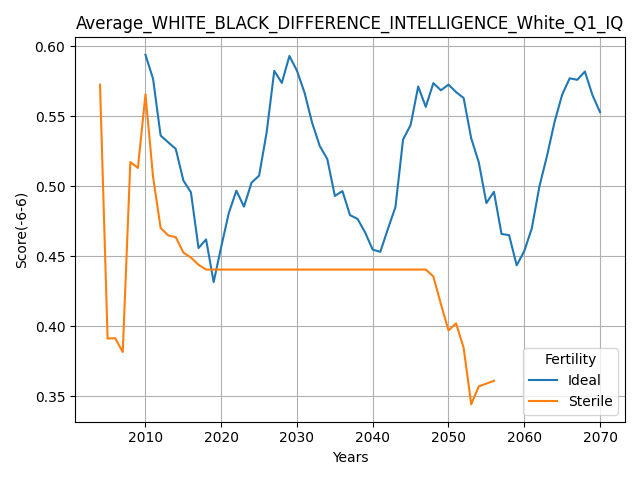 Average_WHITE_BLACK_DIFFERENCE_INTELLIGENCE_White_Q1_IQ
0.60
0.55
0.50
0.45
0.40
0.35
Score(-6-6)
2010 2020 2030 2040 2050 2060 2070
Years
Fertility
Ideal
Sterile